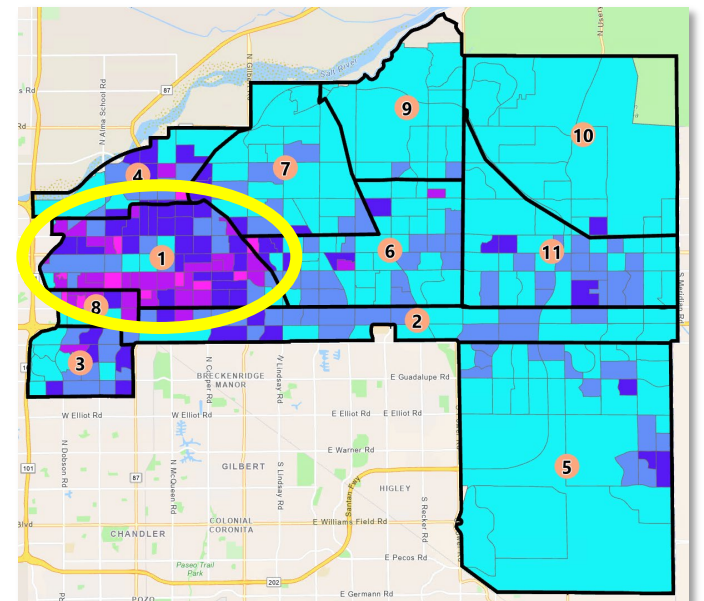 N Alma School Rd
87
Salt River
9
10
7
4
1
6
11
S Meridian Rd
8
2
3
BRECKENRIDGE
MANOR
N Cooper Rd
N Lindsay Rd
E Guadalupe Rd
W Elliot Rd
W Elliot Rd
E Elliot Rd
E Elliot Rd
N Dobson Rd
N McQueen Rd
E Warner Rd
101
87
GILBERT
S Lindsay Rd
Santan Fwy
HIGLEY
S Recker Rd
5
COLONIAL
CORONITA
E Williams Field Rd
CHANDLER
E Pecos Rd
Paseo Trail
Park
202
E Germann Rd